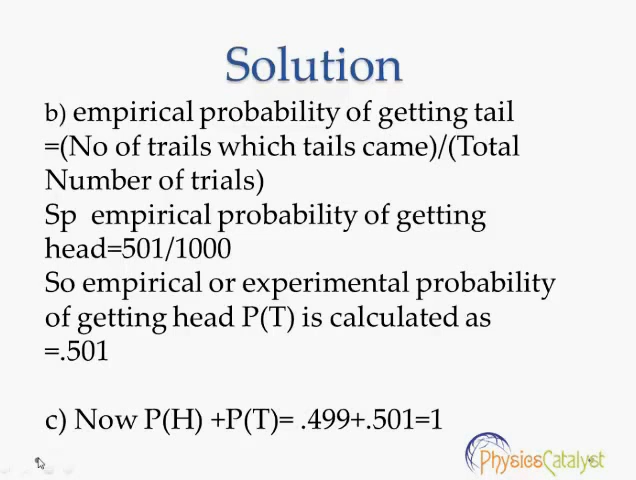 Solution
b) empirical probability of getting tail
=(No of trails which tails came)/(Total
Number of trials)
Sp empirical probability of getting
head=501/1000
So empirical or experimental probability
of getting head P(T) is calculated as
=.501
c) Now P(H) +P(T)= .499+.501=1
PhysicsCatalyst